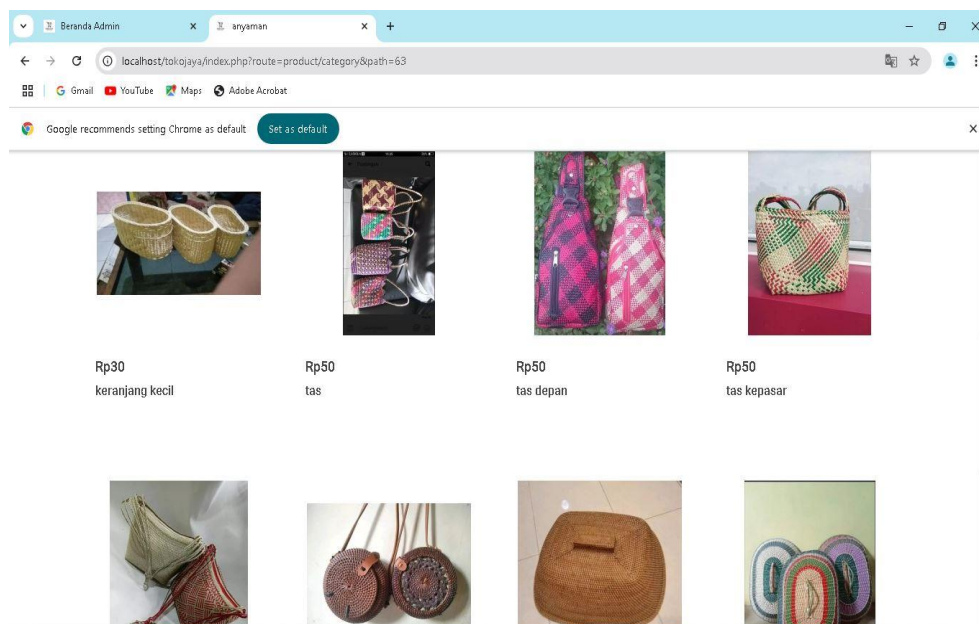 Beranda Admin
anyaman
localhost/tokojaya/index.php?route=product/category&path=63
Gmail
YouTube
Maps
Adobe Acrobat
Google recommends setting Chrome as default
Set as default
Rp30
Rp50
Rp50
Rp50
keranjang kecil
tas
tas depan
tas kepasar